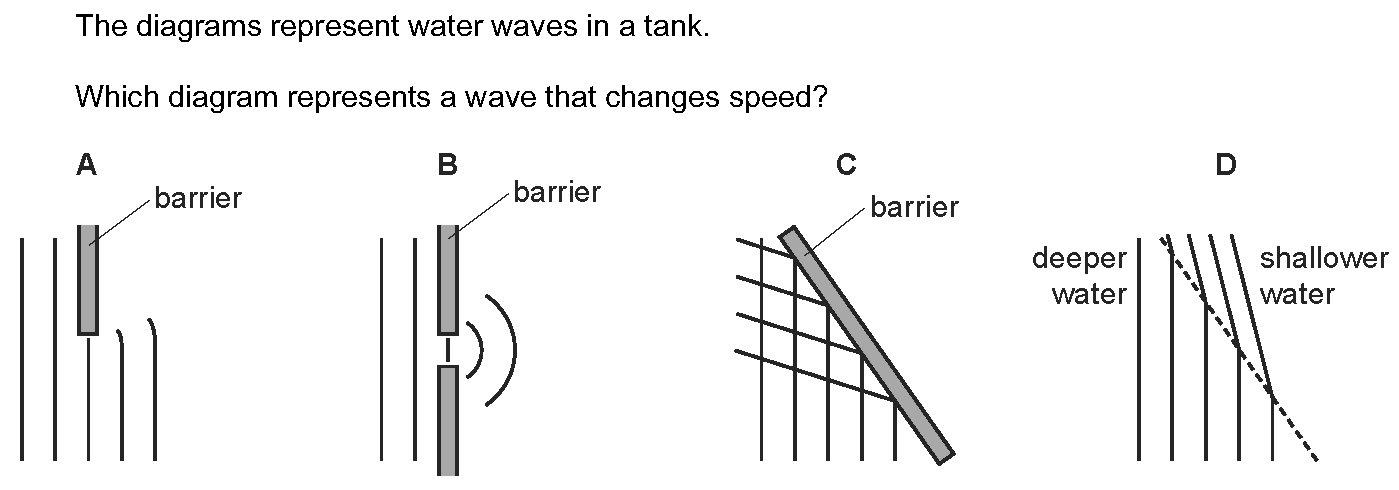 The diagrams represent water waves in a tank.
Which diagram represents a wave that changes speed?
A
B
C
D
barrier
barrier
barrier
deeper
water
shallower
water